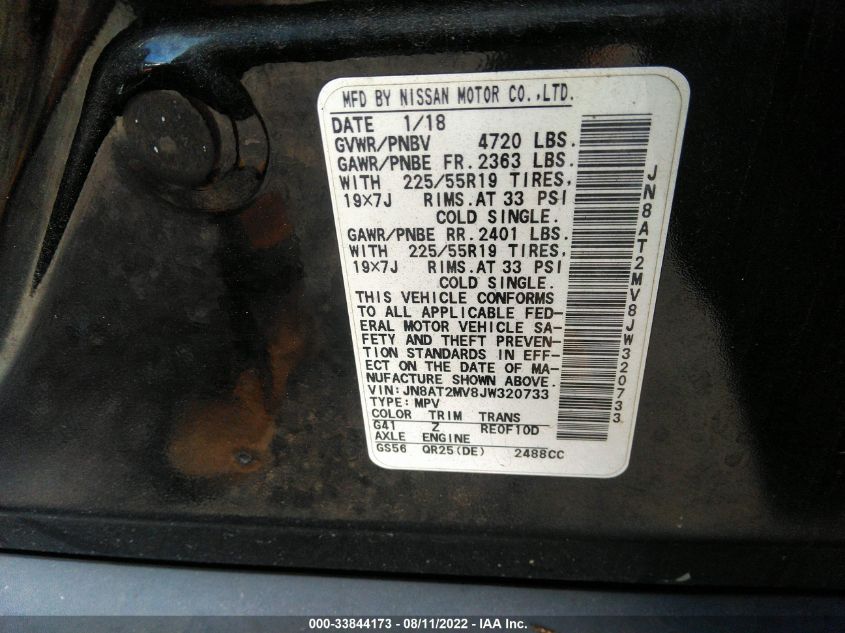 MFD BY NISSAN MOTOR CO.,LTD.
DATE 1/18
GVWR/PNBV 4720 LBS.
GAWR/PNBE FR. 2363 LBS.
WITH 225/55R19 TIRES,
19×7J RIMS.AT 33 PSI
COLD SINGLE.
GAWR/PNBE RR. 2401 LBS.
WITH 225/55R19 TIRES,
19×7J RIMS.AT 33 PSI
COLD SINGLE.
THIS VEHICLE CONFORMS
TO ALL APPLICABLE FED-
ERAL MOTOR VEHICLE SA-
FETY AND THEFT PREVEN-
TION STANDARDS IN EFF-
ECT ON THE DATE OF MA-
NUFACTURE SHOWN ABOVE.
VIN: JN8AT2MV8JW320733
TYPE: MPV
COLOR TRIM TRANS
G41 Z RE0F10D
AXLE ENGINE
GS56 QR25(DE) 2488CC
JN8AT2MV8JW320733
000-33844173 - 08/11/2022 - IAA Inc.